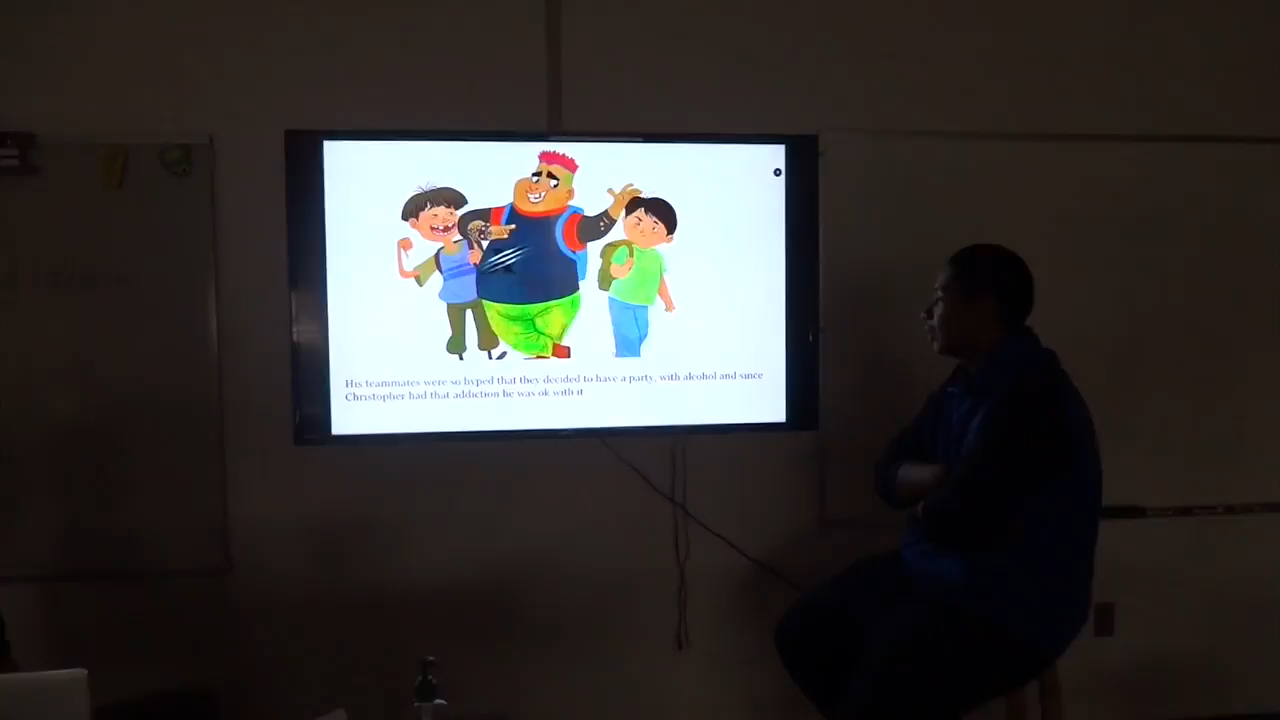 His teammates were so hyped that they decided to have a party, with alcohol and since
Christopher had that addiction he was ok with it